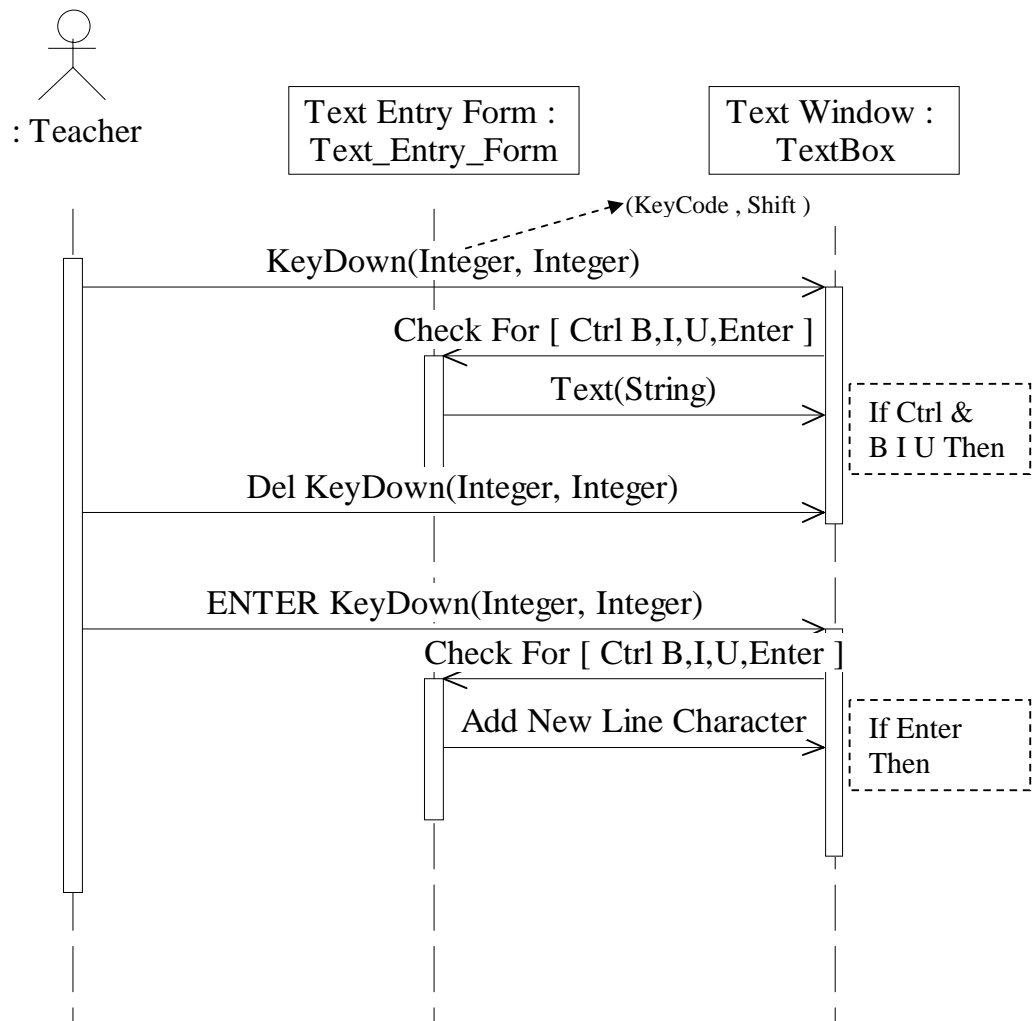 : Teacher
Text Entry Form :
Text_Entry_Form
Text Window :
TextBox
(KeyCode , Shift )
KeyDown(Integer, Integer)
Check For [ Ctrl B,I,U,Enter ]
Text(String)
If Ctrl &
B I U Then
Del KeyDown(Integer, Integer)
ENTER KeyDown(Integer, Integer)
Check For [ Ctrl B,I,U,Enter ]
Add New Line Character
If Enter
Then